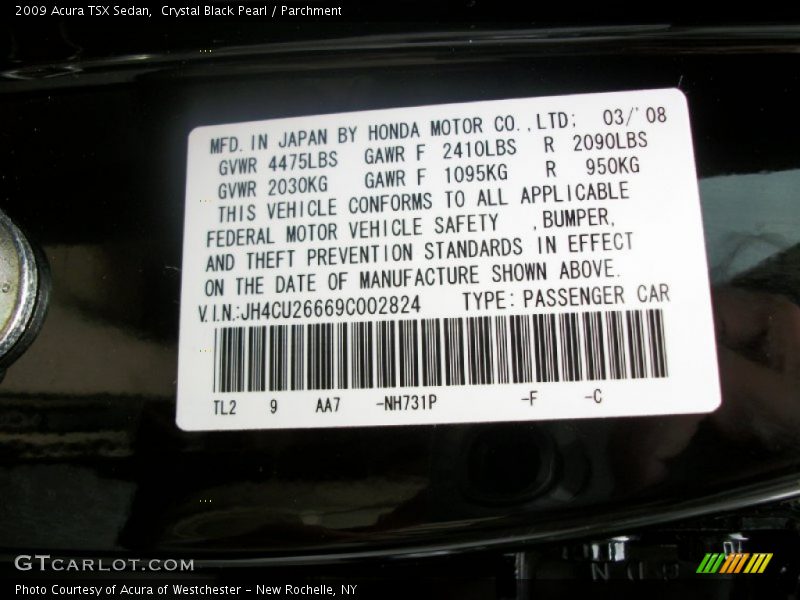 2009 Acura TSX Sedan,  Crystal Black Pearl / Parchment
MFD. IN JAPAN BY HONDA MOTOR CO.,LTD; 03/'08
GVWR 4475LBS GAWR F 2410LBS R 2090LBS
GVWR 2030KG GAWR F 1095KG R 950KG
THIS VEHICLE CONFORMS TO ALL APPLICABLE
FEDERAL MOTOR VEHICLE SAFETY ,BUMPER,
AND THEFT PREVENTION STANDARDS IN EFFECT
ON THE DATE OF MANUFACTURE SHOWN ABOVE.
V.I.N.:JH4CU26669C002824 TYPE: PASSENGER CAR
TL2 9 AA7 -NH731P -F -C
GTCARLOT.COM
Photo Courtesy of Acura of Westchester - New Rochelle, NY